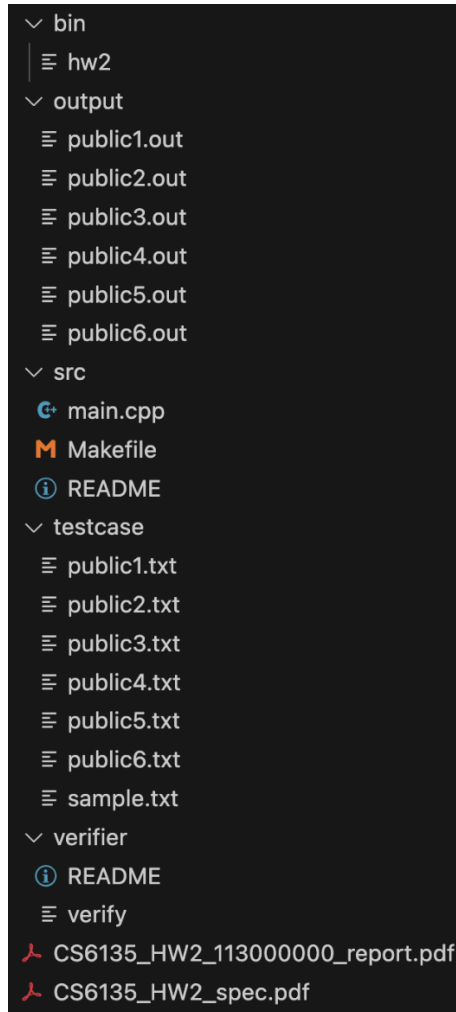 bin
hw2
output
public1.out
public2.out
public3.out
public4.out
public5.out
public6.out
src
main.cpp
Makefile
README
testcase
public1.txt
public2.txt
public3.txt
public4.txt
public5.txt
public6.txt
sample.txt
verifier
README
verify
CS6135_HW2_113000000_report.pdf
CS6135_HW2_spec.pdf